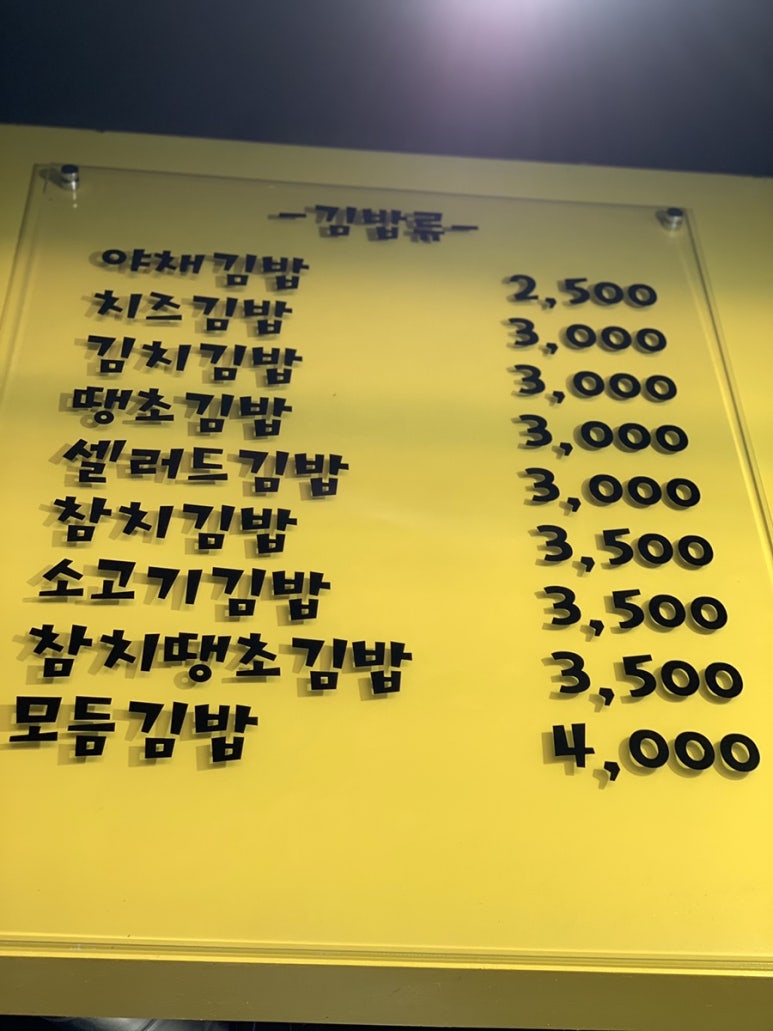 -김밥류-
야채김밥 2,500
치즈김밥 3,000
김치김밥 3,000
땡초김밥 3,000
셀러드김밥 3,000
참치김밥 3,500
소고기김밥 3,500
참치땡초김밥 3,500
모듬김밥 4,000